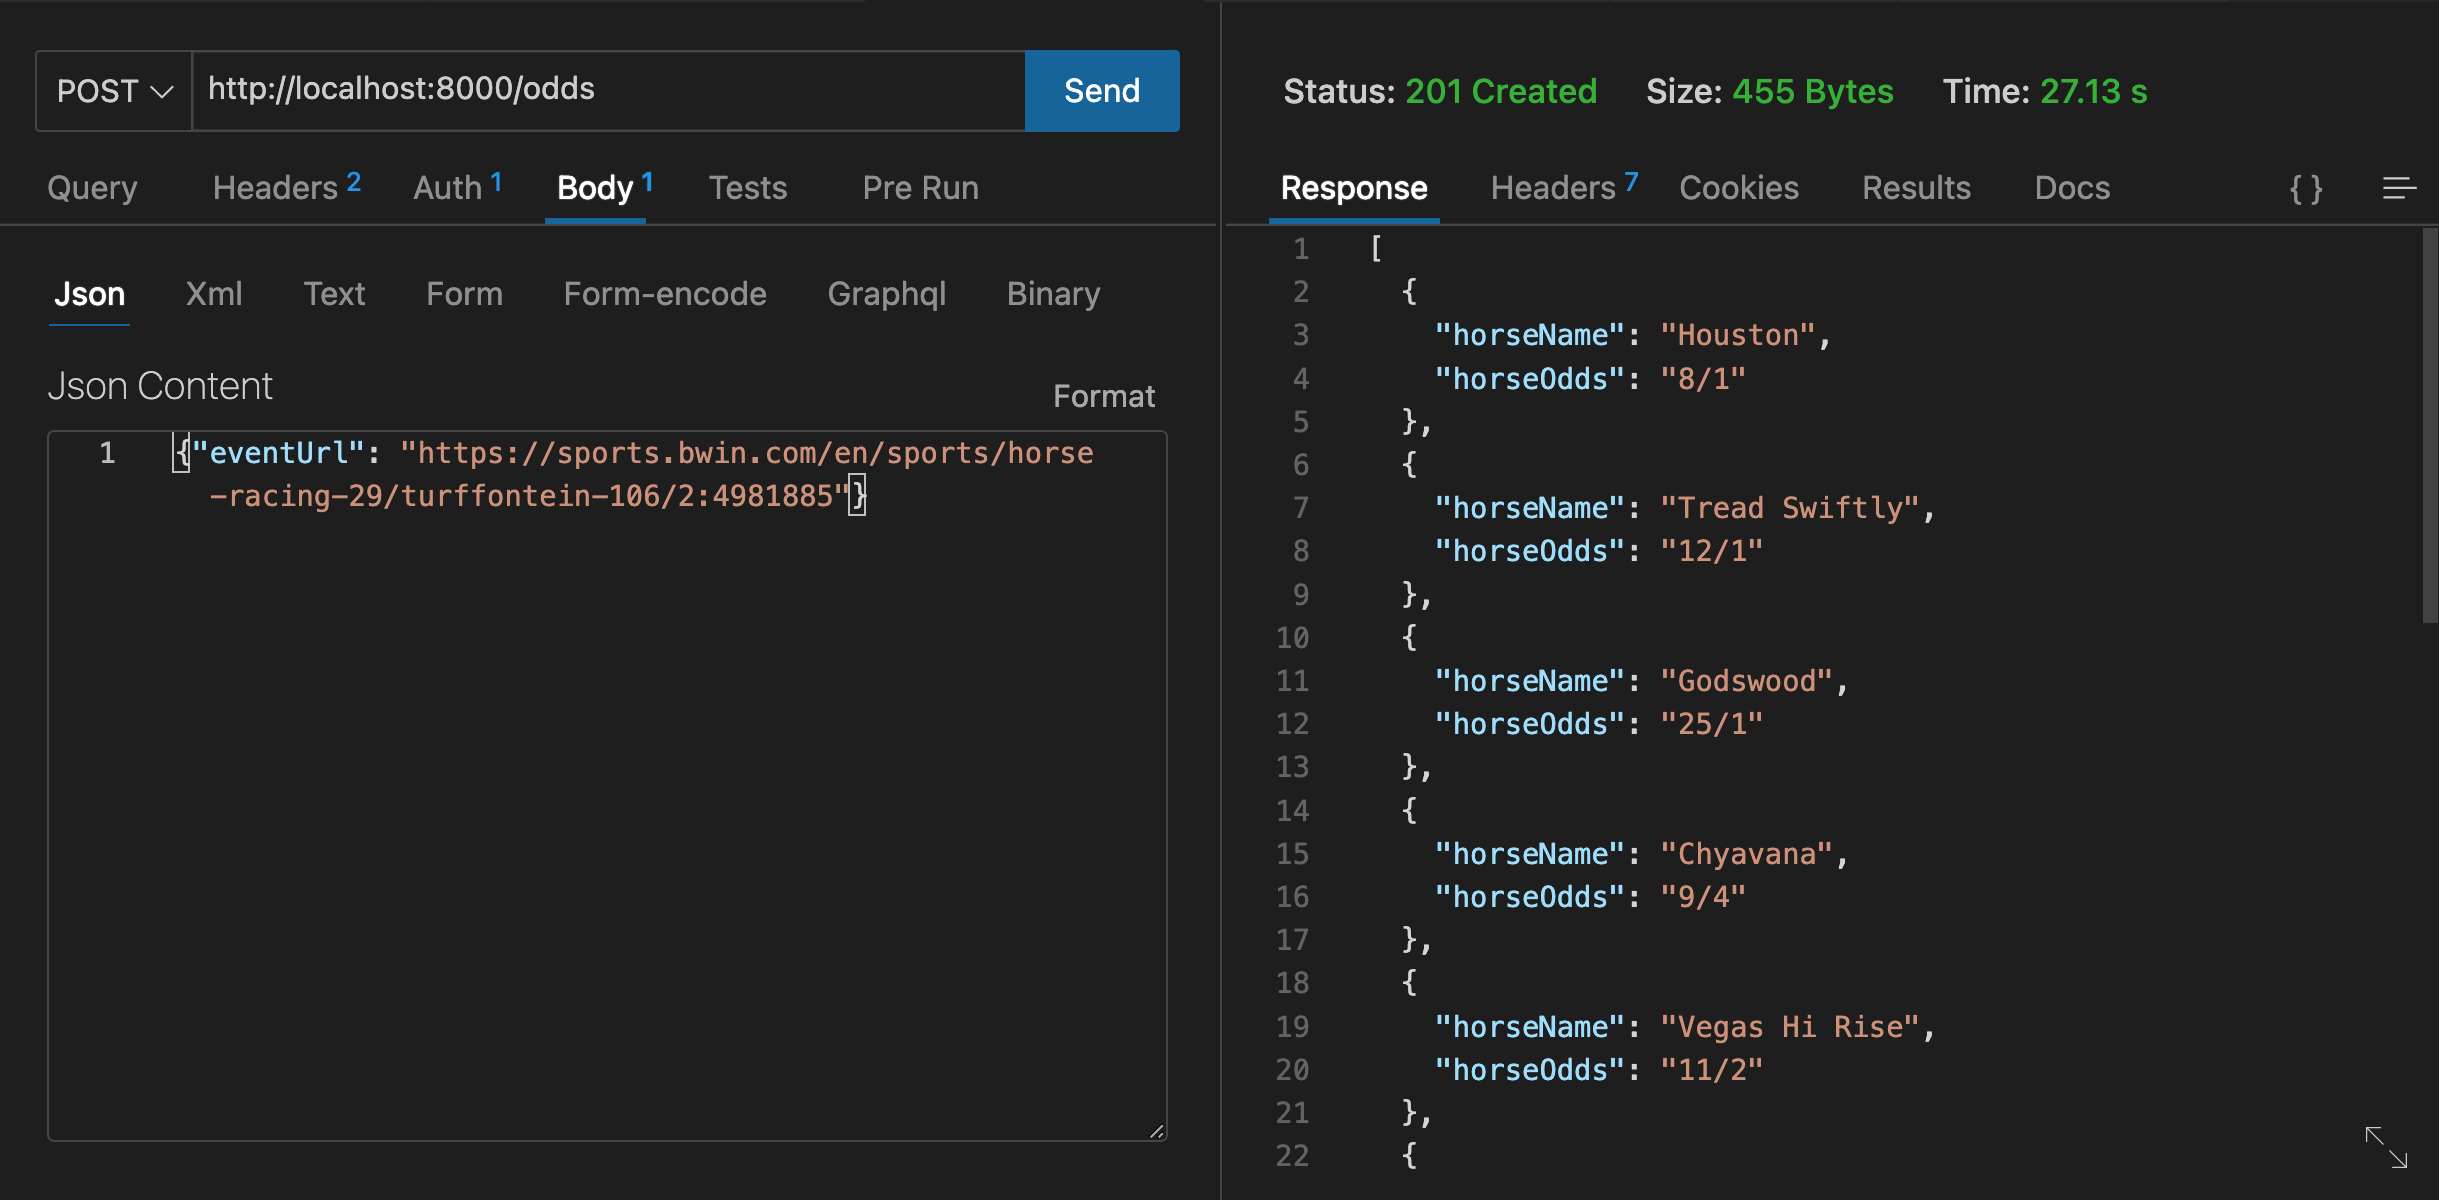 POST http://localhost:8000/odds Send
Query Headers 2 Auth 1 Body 1 Tests Pre Run
Json Xml Text Form Form-encode Graphql Binary
Json Content
Format
1 {"eventUrl": "https://sports.bwin.com/en/sports/horse
-racing-29/turffontein-106/2:4981885"}
Status: 201 Created Size: 455 Bytes Time: 27.13 s
Response Headers 7 Cookies Results Docs { }
1 [
2 {
3 "horseName": "Houston",
4 "horseOdds": "8/1"
5 },
6 {
7 "horseName": "Tread Swiftly",
8 "horseOdds": "12/1"
9 },
10 {
11 "horseName": "Godswood",
12 "horseOdds": "25/1"
13 },
14 {
15 "horseName": "Chyavana",
16 "horseOdds": "9/4"
17 },
18 {
19 "horseName": "Vegas Hi Rise",
20 "horseOdds": "11/2"
21 },
22 {